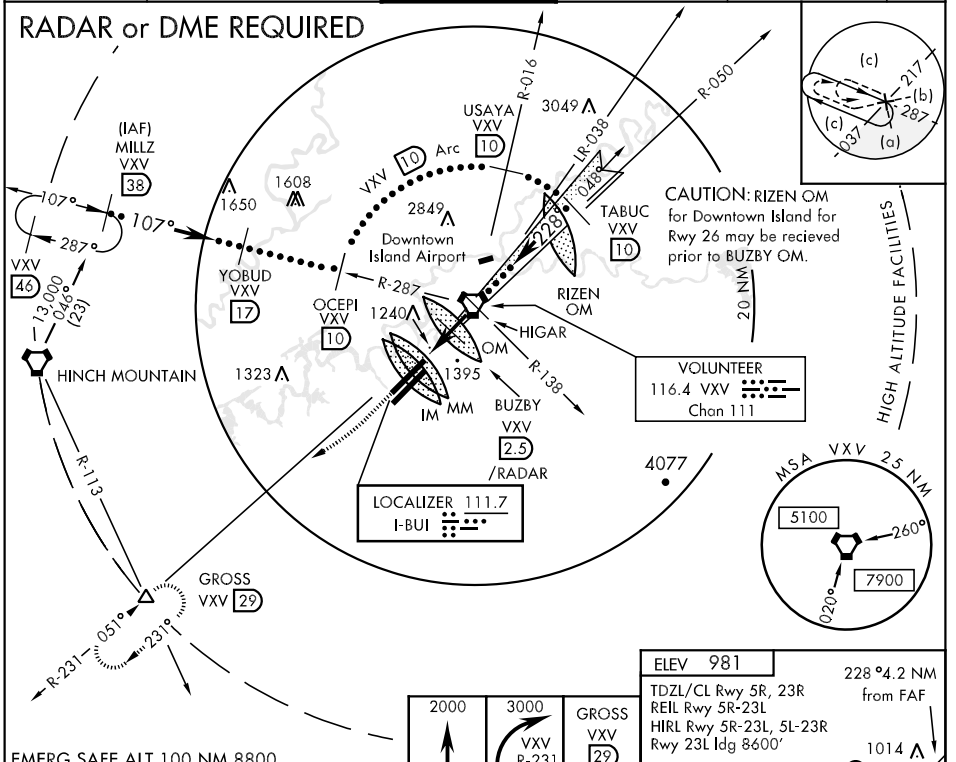 RADAR or DME REQUIRED
(IAF)
MILLZ
VXV
38
107°
107°
287°
VXV
46
13,000
046°
(23)
HINCH MOUNTAIN
R-113
1650
1608
YOBUD
VXV
17
VXV 10 Arc
2849
Downtown
Island Airport
OCEPI
VXV
10
R-287
1240
1323
USAYA
VXV
10
R-016
3049
LR-038
R-050
048°
228°
TABUC
VXV
10
RIZEN
OM
HIGAR
OM
1395
IM MM
BUZBY
VXV
2.5
/RADAR
R-138
CAUTION: RIZEN OM
for Downtown Island for
Rwy 26 may be recieved
prior to BUZBY OM.
20 NM
HIGH ALTITUDE FACILITIES
(c)
217
(b)
287
(c)
037
(a)
VOLUNTEER
116.4 VXV
Chan 111
LOCALIZER 111.7
I-BUI
4077
MSA VXV 25 NM
5100
260°
7900
020°
GROSS
VXV 29
051°
231°
R-231
EMERG SAFE ALT 100 NM 8800
2000
3000
VXV
R-231
GROSS
VXV
29
ELEV 981
TDZL/CL Rwy 5R, 23R
REIL Rwy 5R-23L
HIRL Rwy 5R-23L, 5L-23R
Rwy 23L ldg 8600'
228°4.2 NM
from FAF
1014